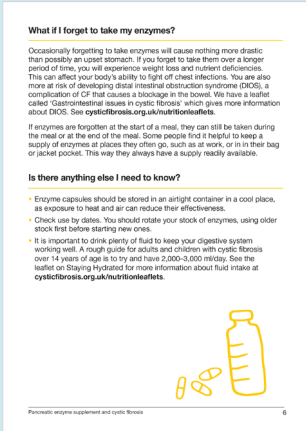 What if I forget to take my enzymes?
Occasionally forgetting to take enzymes will cause nothing more drastic
than possibly an upset stomach. If you forget to take them over a longer
period of time, you will experience weight loss and nutrient deficiencies.
This can affect your body's ability to fight off chest infections. You are also
more at risk of developing distal intestinal obstruction syndrome (DIOS), a
complication of CF that causes a blockage in the bowel. We have a leaflet
called 'Gastrointestinal issues in cystic fibrosis' which gives more information
about DIOS. See cysticfibrosis.org.uk/nutritionleaflets.
If enzymes are forgotten at the start of a meal, they can still be taken during
the meal or at the end of the meal. Some people find it helpful to keep a
supply of enzymes at places they often go, such as at work, or in in their bag
or jacket pocket. This way they always have a supply readily available.
Is there anything else I need to know?
• Enzyme capsules should be stored in an airtight container in a cool place,
as exposure to heat and air can reduce their effectiveness.
• Check use by dates. You should rotate your stock of enzymes, using older
stock first before starting new ones.
• It is important to drink plenty of fluid to keep your digestive system
working well. A rough guide for adults and children with cystic fibrosis
over 14 years of age is to try and have 2,000–3,000 ml/day. See the
leaflet on Staying Hydrated for more information about fluid intake at
cysticfibrosis.org.uk/nutritionleaflets.
Pancreatic enzyme supplement and cystic fibrosis
6